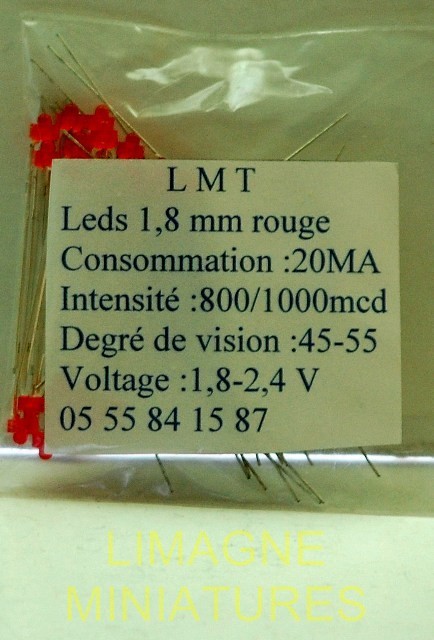 L M T
Leds 1,8 mm rouge
Consommation :20MA
Intensité :800/1000mcd
Degré de vision :45-55
Voltage :1,8-2,4 V
05 55 84 15 87
LIMAGNE
MINIATURES